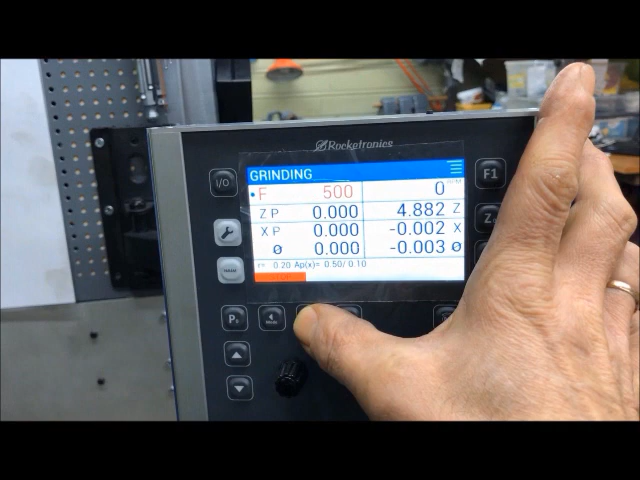 Rocketronics
GRINDING
I/O
F 500 0
F1
Z P 0.000 4.882 Z
Z
X P 0.000 -0.002 X
ø 0.000 -0.003 ø
0.20 Ap(x)= 0.50/ 0.10
P